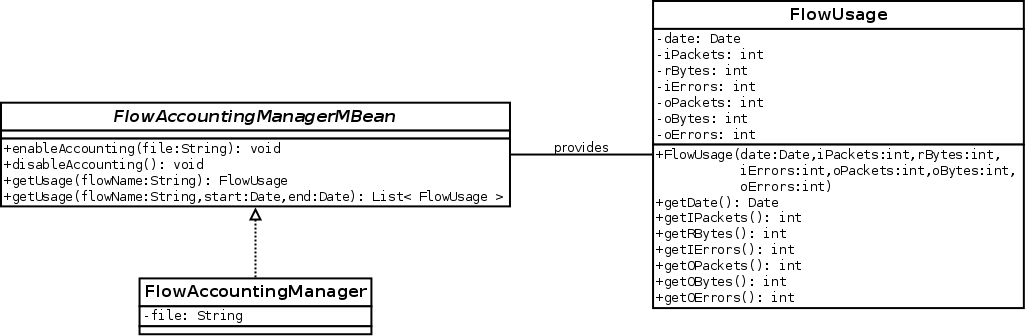 FlowUsage
-date: Date
-iPackets: int
-rBytes: int
-iErrors: int
-oPackets: int
-oBytes: int
-oErrors: int
+FlowUsage(date:Date,iPackets:int,rBytes:int,
iErrors:int,oPackets:int,oBytes:int,
oErrors:int)
+getDate(): Date
+getIPackets(): int
+getRBytes(): int
+getIErrors(): int
+getOPackets(): int
+getOBytes(): int
+getOErrors(): int
provides
FlowAccountingManagerMBean
+enableAccounting(file:String): void
+disableAccounting(): void
+getUsage(flowName:String): FlowUsage
+getUsage(flowName:String,start:Date,end:Date): List< FlowUsage >
FlowAccountingManager
-file: String